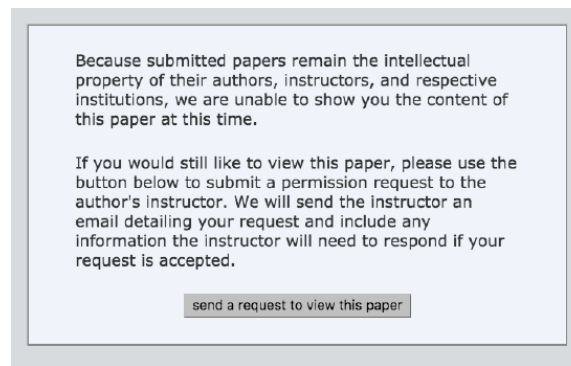 Because submitted papers remain the intellectual
property of their authors, instructors, and respective
institutions, we are unable to show you the content of
this paper at this time.
If you would still like to view this paper, please use the
button below to submit a permission request to the
author's instructor. We will send the instructor an
email detailing your request and include any
information the instructor will need to respond if your
request is accepted.
send a request to view this paper